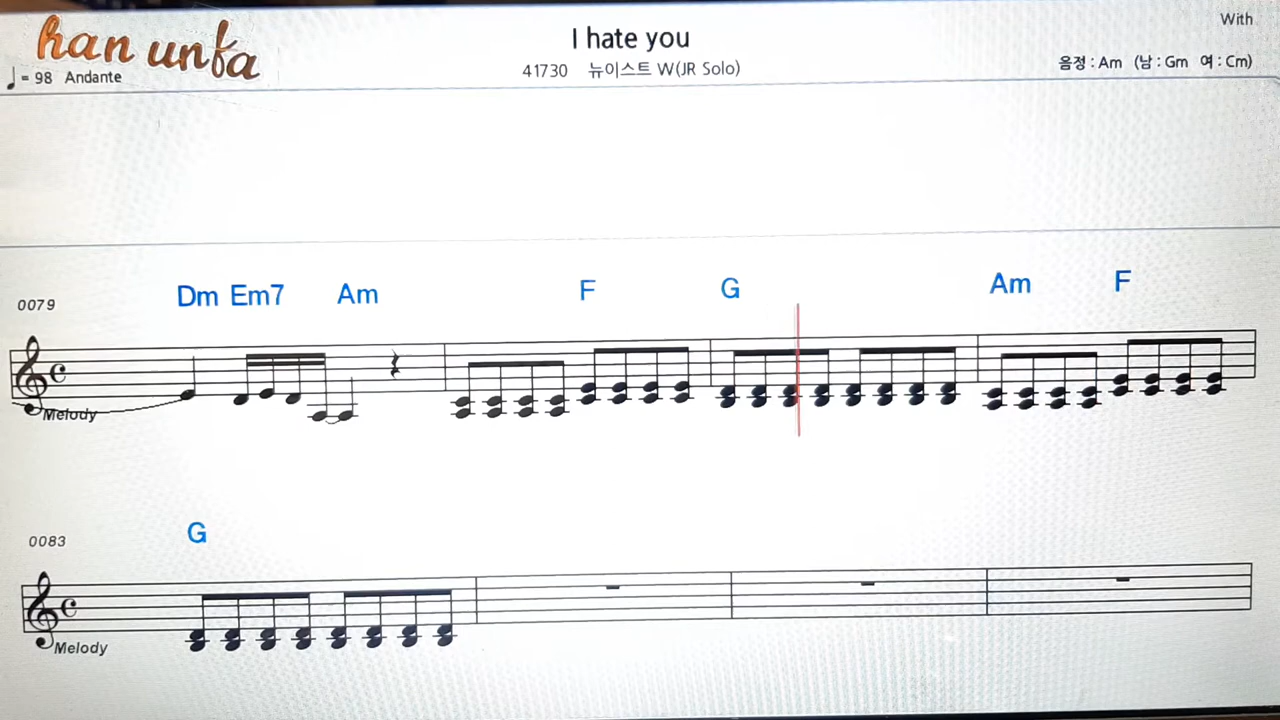 han unfa
With
I hate you
♩ = 98 Andante
41730 뉴이스트 W(JR Solo)
음정 : Am (남 : Gm 여 : Cm)
0079
Dm Em7 Am F G Am F
Melody
0083
G
Melody